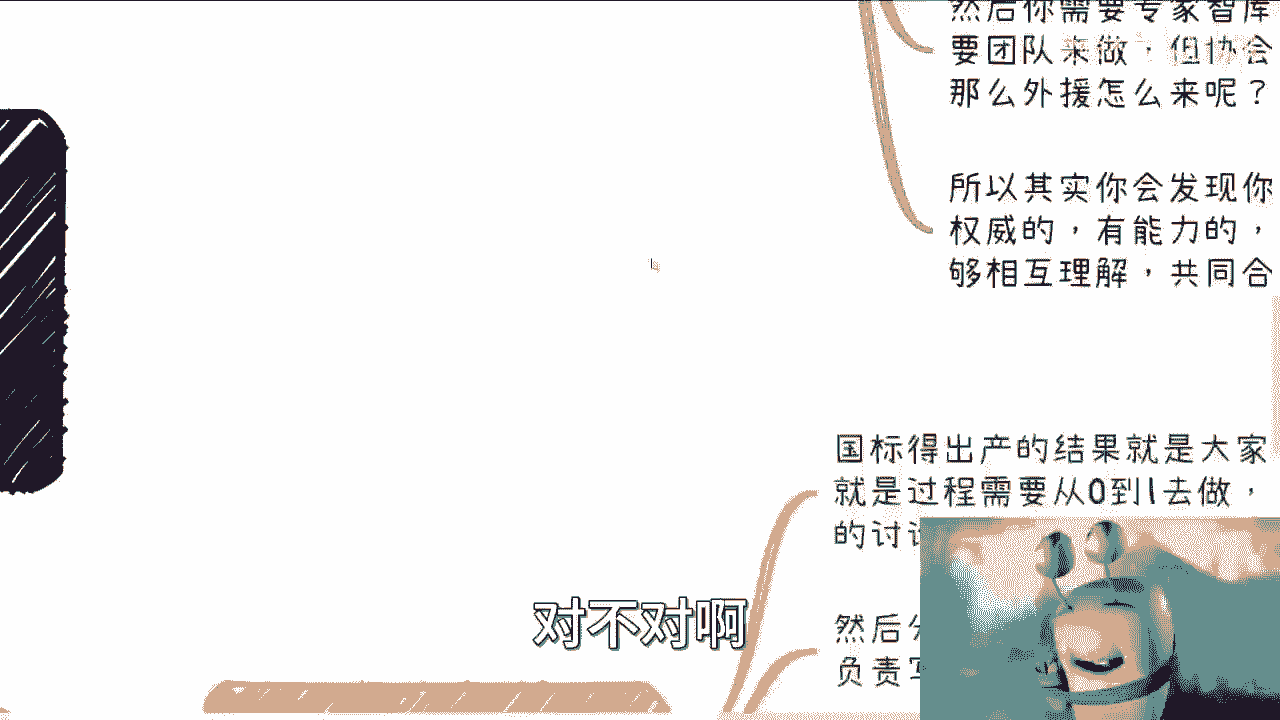 然后你需要专家智库
要团队来做，但协会
那么外援怎么来呢？
所以其实你会发现你
权威的，有能力的，
够相互理解，共同合
国标得出产的结果就是大家
就是过程需要从0到1去做，
的讨
对不对啊
然后
负责写